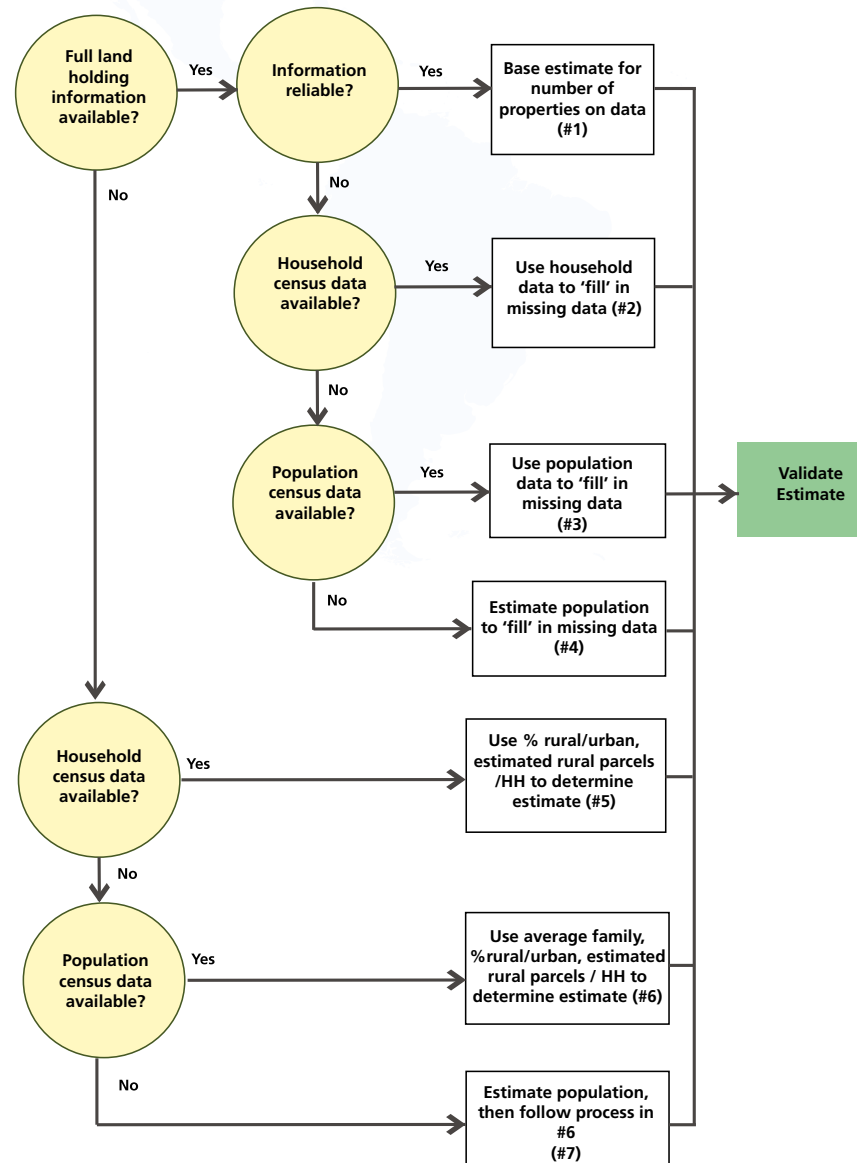 Full land
holding
information
available?
Yes
Information
reliable?
Yes
Base estimate for
number of
properties on data
(#1)
No
No
Household
census data
available?
Yes
Use household
data to ‘fill’ in
missing data (#2)
No
Population
census data
available?
Yes
Use population
data to ‘fill’ in
missing data
(#3)
Validate
Estimate
No
Estimate population
to ‘fill’ in missing data
(#4)
Household
census data
available?
Yes
Use % rural/urban,
estimated rural parcels
/HH to determine
estimate (#5)
No
Population
census data
available?
Yes
Use average family,
%rural/urban, estimated
rural parcels / HH to
determine estimate (#6)
No
Estimate population,
then follow process in
#6
(#7)